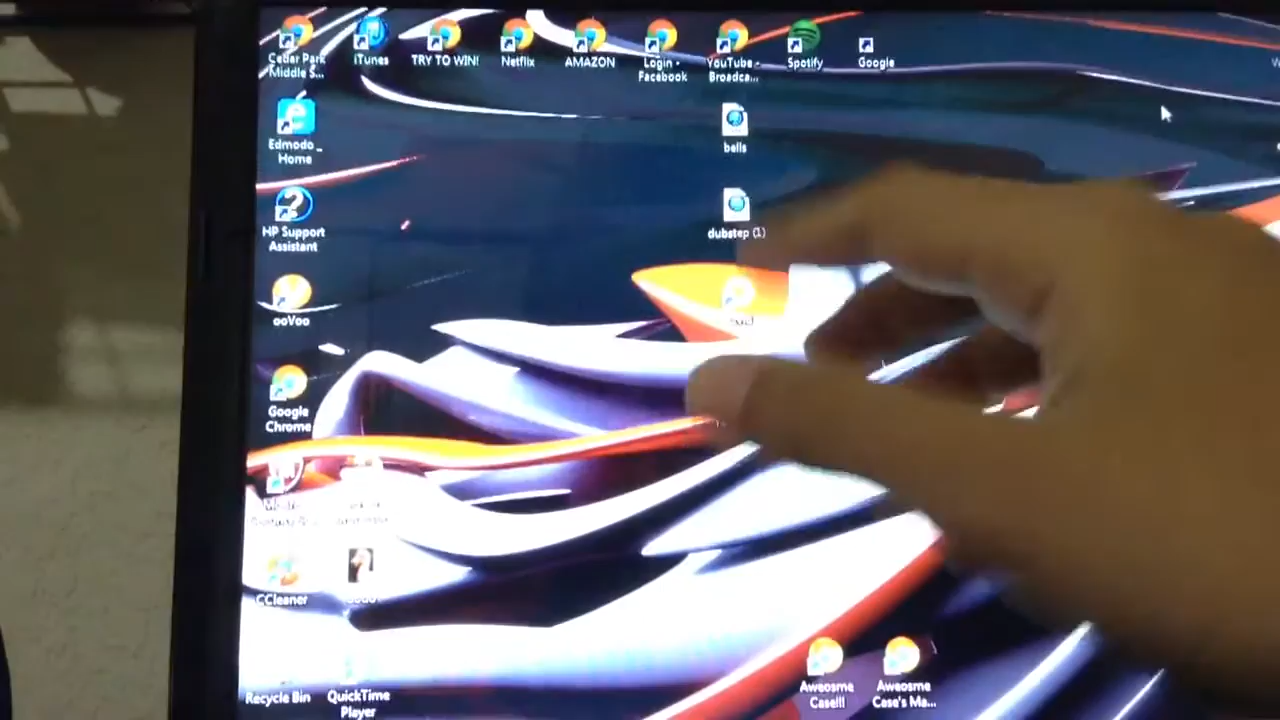 Cedar Park
Middle S...
iTunes
TRY TO WIN!
Netflix
AMAZON
Login -
Facebook
YouTube -
Broadca...
Spotify
Google
Edmodo _
Home
bells
HP Support
Assistant
dubstep (1)
ooVoo
Google
Chrome
CCleaner
Recycle Bin
QuickTime
Player
Aweosme
Case!!!
Aweosme
Case's Ma...